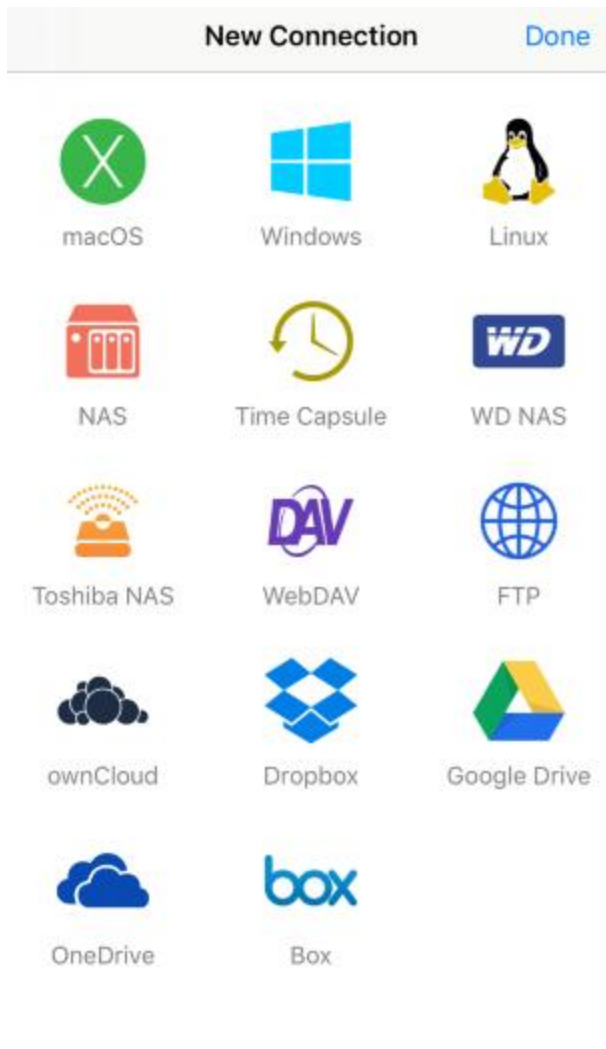 New Connection Done
X
macOS Windows Linux
WD
NAS Time Capsule WD NAS
DAV
Toshiba NAS WebDAV FTP
ownCloud Dropbox Google Drive
box
OneDrive Box